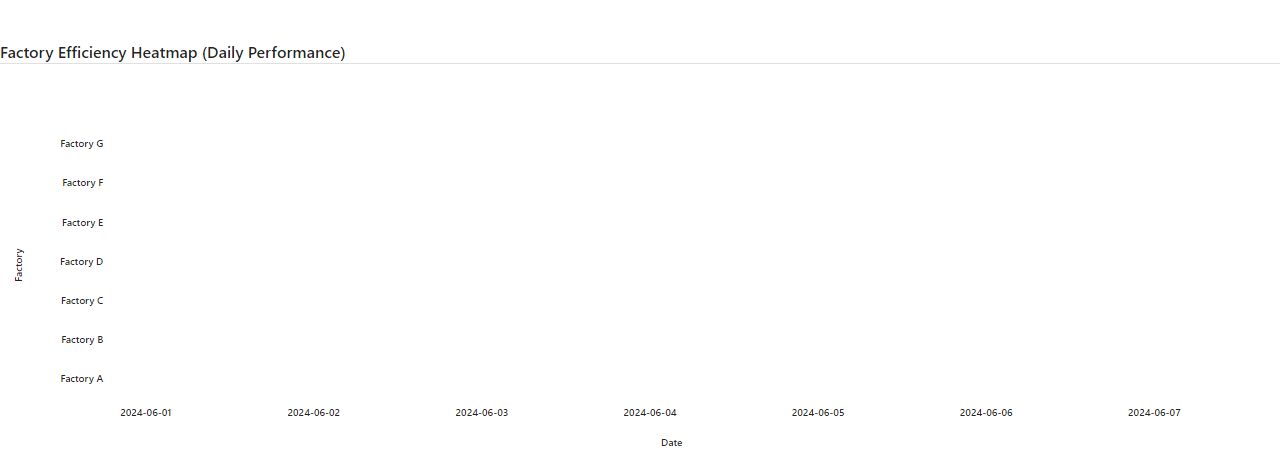 Factory Efficiency Heatmap (Daily Performance)
Factory G
Factory F
Factory E
Factory D
Factory C
Factory B
Factory A
Factory
2024-06-01
2024-06-02
2024-06-03
2024-06-04
2024-06-05
2024-06-06
2024-06-07
Date